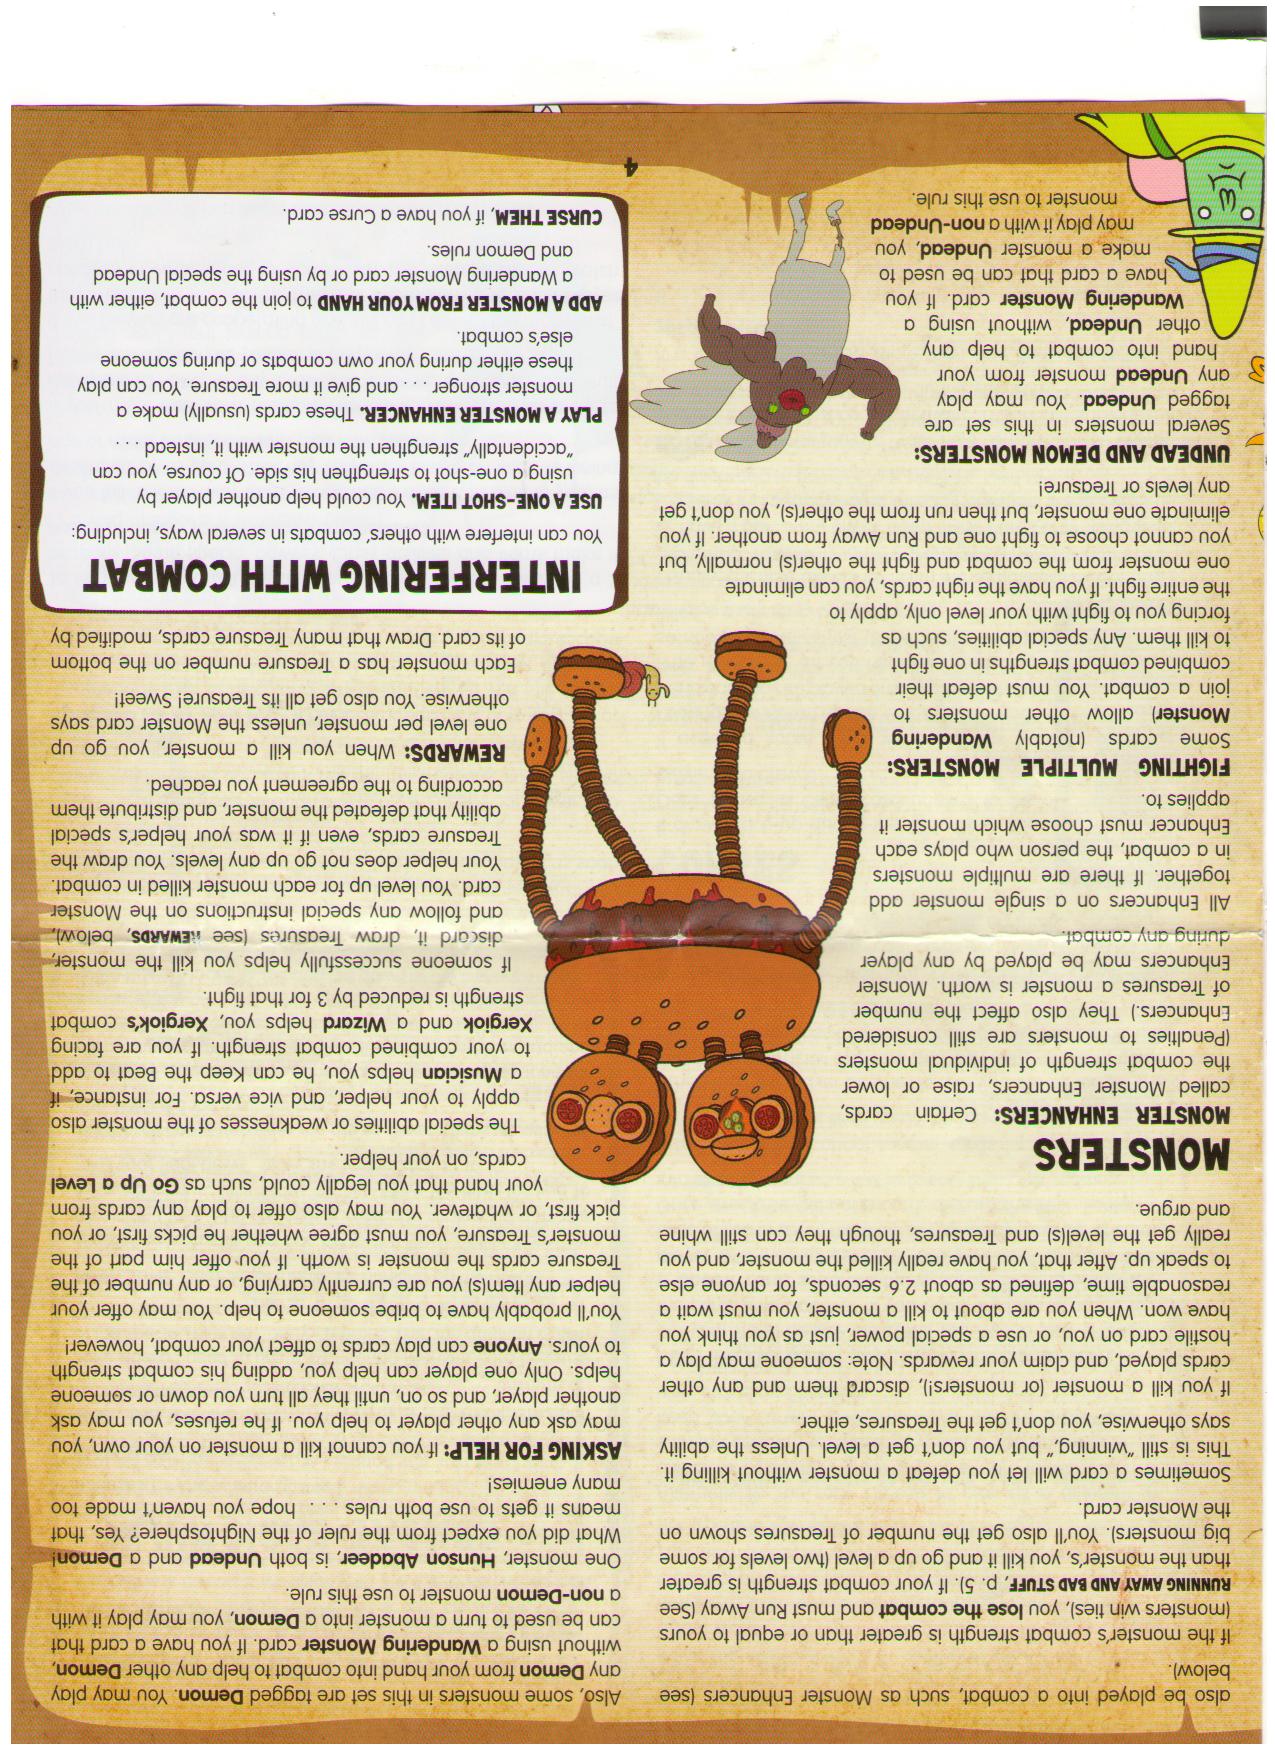 also be played into a combat, such as Monster Enhancers (see
below).
If the monster's combat strength is greater than or equal to yours
(monsters win ties), you lose the combat and must Run Away (See
RUNNING AWAY AND BAD STUFF, p. 5). If your combat strength is greater
than the monster's, you kill it and go up a level (two levels for some
big monsters). You'll also get the number of Treasures shown on
the Monster card.
Sometimes a card will let you defeat a monster without killing it.
This is still "winning," but you don't get a level. Unless the ability
says otherwise, you don't get the Treasures, either.
If you kill a monster (or monsters!), discard them and any other
cards played, and claim your rewards. Note: someone may play a
hostile card on you, or use a special power, just as you think you
have won. When you are about to kill a monster, you must wait a
reasonable time, defined as about 2.6 seconds, for anyone else
to speak up. After that, you have really killed the monster, and you
really get the level(s) and Treasures, though they can still whine
and argue.
MONSTERS
MONSTER ENHANCERS: Certain cards,
called Monster Enhancers, raise or lower
the combat strength of individual monsters
(Penalties to monsters are still considered
Enhancers.) They also affect the number
of Treasures a monster is worth. Monster
Enhancers may be played by any player
during any combat.
All Enhancers on a single monster add
together. If there are multiple monsters
in a combat, the person who plays each
Enhancer must choose which monster it
applies to.
FIGHTING MULTIPLE MONSTERS:
Some cards (notably Wandering
Monster) allow other monsters to
join a combat. You must defeat their
combined combat strengths in one fight
to kill them. Any special abilities, such as
forcing you to fight with your level only, apply to
the entire fight. If you have the right cards, you can eliminate
one monster from the combat and fight the other(s) normally, but
you cannot choose to fight one and Run Away from another. If you
eliminate one monster, but then run from the other(s), you don't get
any levels or Treasure!
UNDEAD AND DEMON MONSTERS:
Several monsters in this set are
tagged Undead. You may play
any Undead monster from your
hand into combat to help any
other Undead, without using a
Wandering Monster card. If you
have a card that can be used to
make a monster Undead, you
may play it with a non-Undead
monster to use this rule.
Also, some monsters in this set are tagged Demon. You may play
any Demon from your hand into combat to help any other Demon,
without using a Wandering Monster card. If you have a card that
can be used to turn a monster into a Demon, you may play it with
a non-Demon monster to use this rule.
One monster, Hunson Abadeer, is both Undead and a Demon!
What did you expect from the ruler of the Nightosphere? Yes, that
means it gets to use both rules . . . hope you haven't made too
many enemies!
ASKING FOR HELP: If you cannot kill a monster on your own, you
may ask any other player to help you. If he refuses, you may ask
another player, and so on, until they all turn you down or someone
helps. Only one player can help you, adding his combat strength
to yours. Anyone can play cards to affect your combat, however!
You'll probably have to bribe someone to help. You may offer your
helper any Item(s) you are currently carrying, or any number of the
Treasure cards the monster is worth. If you offer him part of the
monster's Treasure, you must agree whether he picks first, or you
pick first, or whatever. You may also offer to play any cards from
your hand that you legally could, such as Go Up a Level
cards, on your helper.
The special abilities or weaknesses of the monster also
apply to your helper, and vice versa. For instance, if
a Musician helps you, he can Keep the Beat to add
to your combined combat strength. If you are facing
Xergiok and a Wizard helps you, Xergiok's combat
strength is reduced by 3 for that fight.
If someone successfully helps you kill the monster,
discard it, draw Treasures (see REWARDS, below),
and follow any special instructions on the Monster
card. You level up for each monster killed in combat.
Your helper does not go up any levels. You draw the
Treasure cards, even if it was your helper's special
ability that defeated the monster, and distribute them
according to the agreement you reached.
REWARDS: When you kill a monster, you go up
one level per monster, unless the Monster card says
otherwise. You also get all its Treasure! Sweet!
Each monster has a Treasure number on the bottom
of its card. Draw that many Treasure cards, modified by
INTERFERING WITH COMBAT
You can interfere with others' combats in several ways, including:
USE A ONE-SHOT ITEM. You could help another player by
using a one-shot to strengthen his side. Of course, you can
"accidentally" strengthen the monster with it, instead . . .
PLAY A MONSTER ENHANCER. These cards (usually) make a
monster stronger . . . and give it more Treasure. You can play
these either during your own combats or during someone
else's combat.
ADD A MONSTER FROM YOUR HAND to join the combat, either with
a Wandering Monster card or by using the special Undead
and Demon rules.
CURSE THEM, if you have a Curse card.
4